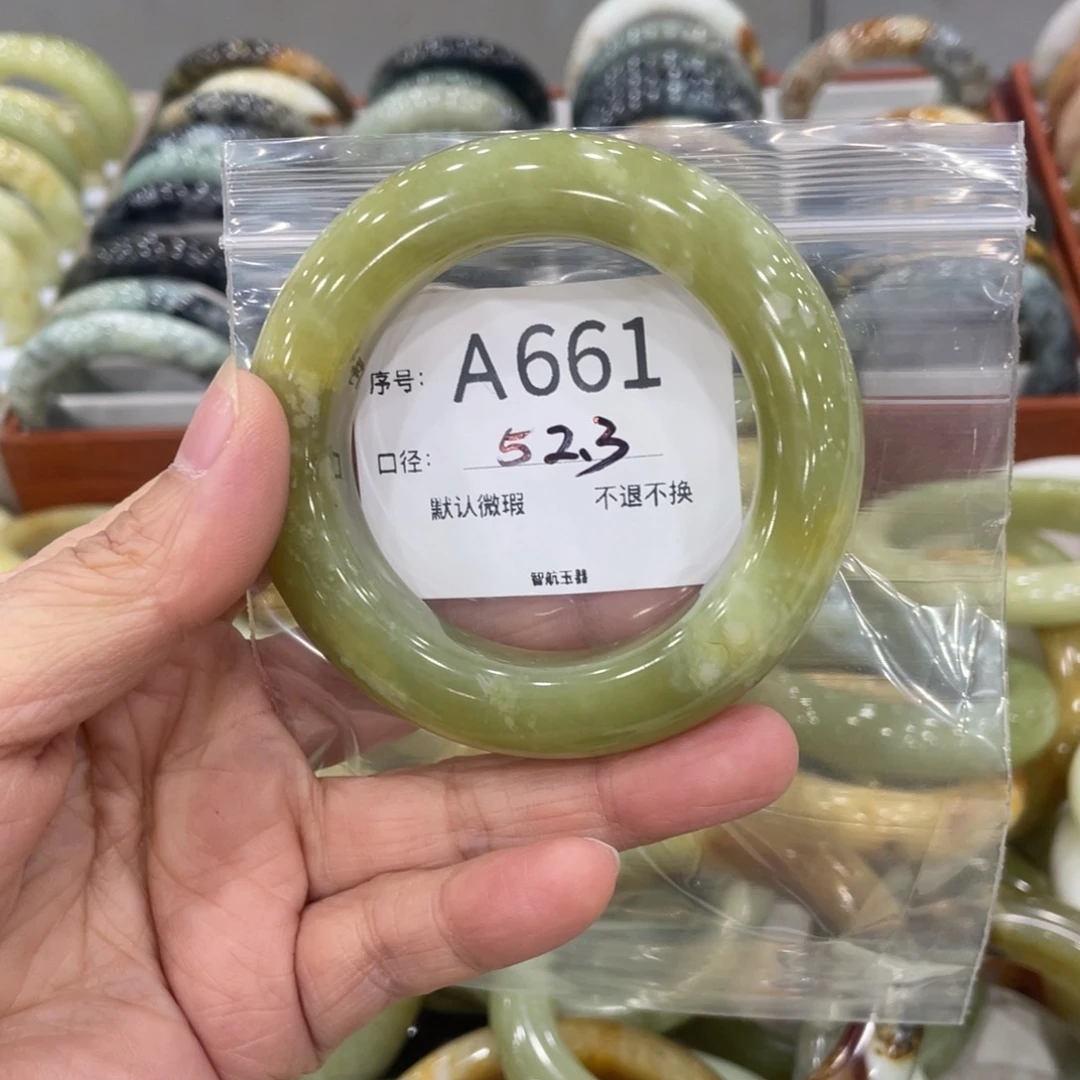 序号: A661
口径: 52.3
默认微瑕 不退不换
智航玉器